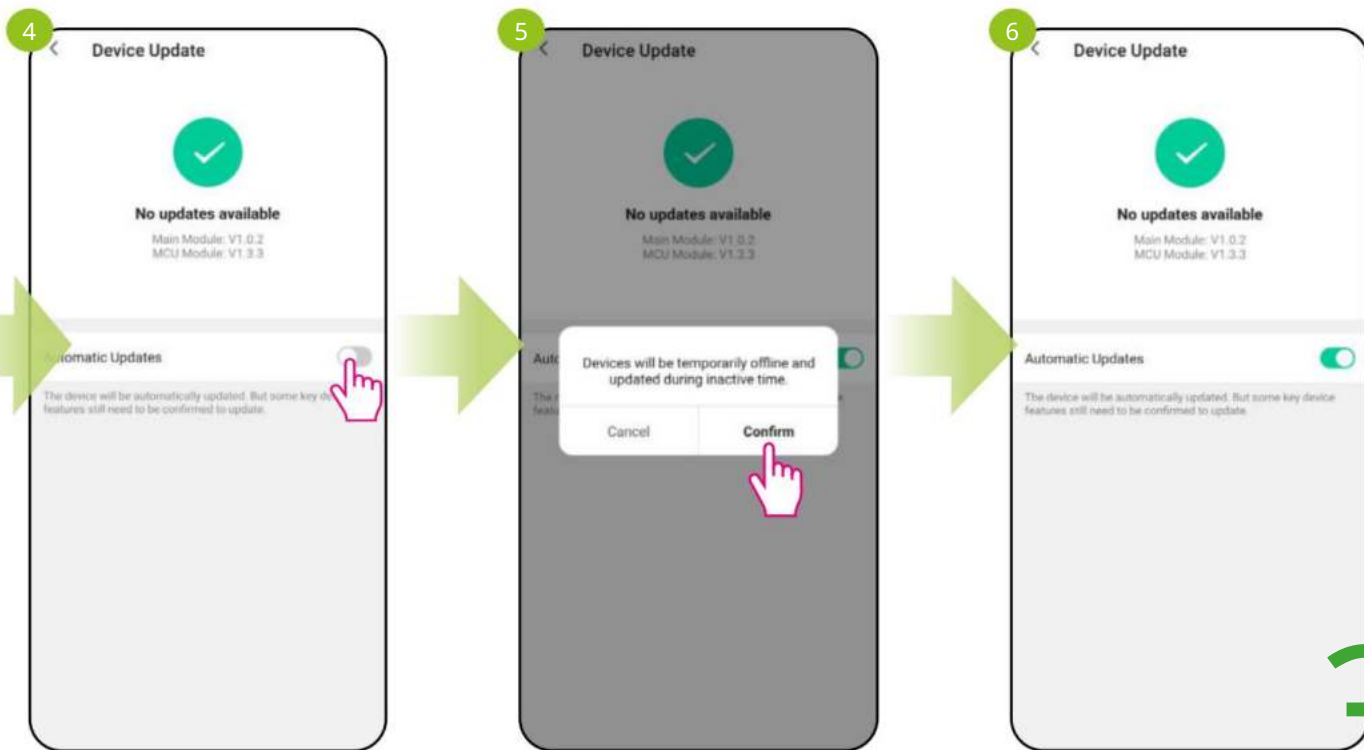 4
Device Update
No updates available
Main Module: V1.0.2
MCU Module: V1.3.3
Updates
The device will be automatically updated. But some key
features still need to be confirmed to update.
5
Device Update
No updates available
Main Module: V1.0.2
MCU Module: V1.3.3
Devices will be temporarily offline and
updated during inactive time.
Cancel
Confirm
6
Device Update
No updates available
Main Module: V1.0.2
MCU Module: V1.3.3
Automatic Updates
The device will be automatically updated. But some key device
features still need to be confirmed to update.